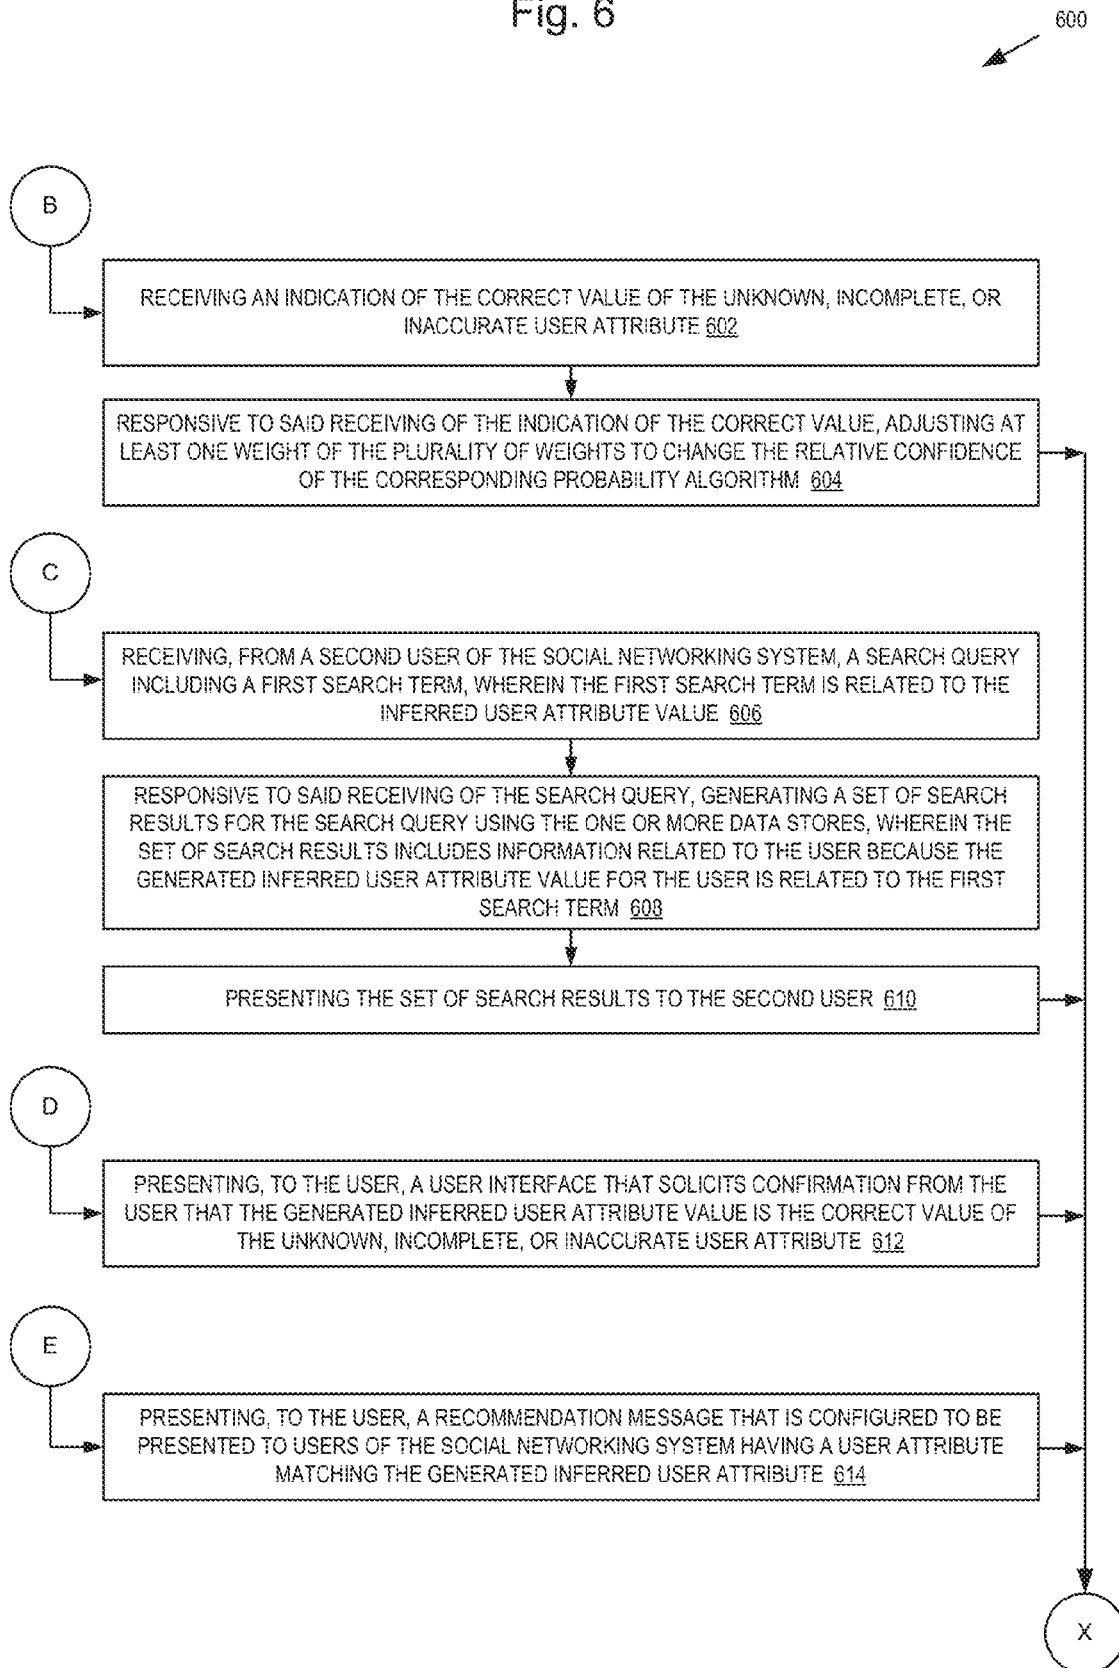 Fig. 6
600
B
RECEIVING AN INDICATION OF THE CORRECT VALUE OF THE UNKNOWN, INCOMPLETE, OR
INACCURATE USER ATTRIBUTE 602
RESPONSIVE TO SAID RECEIVING OF THE INDICATION OF THE CORRECT VALUE, ADJUSTING AT
LEAST ONE WEIGHT OF THE PLURALITY OF WEIGHTS TO CHANGE THE RELATIVE CONFIDENCE
OF THE CORRESPONDING PROBABILITY ALGORITHM 604
C
RECEIVING, FROM A SECOND USER OF THE SOCIAL NETWORKING SYSTEM, A SEARCH QUERY
INCLUDING A FIRST SEARCH TERM, WHEREIN THE FIRST SEARCH TERM IS RELATED TO THE
INFERRED USER ATTRIBUTE VALUE 606
RESPONSIVE TO SAID RECEIVING OF THE SEARCH QUERY, GENERATING A SET OF SEARCH
RESULTS FOR THE SEARCH QUERY USING THE ONE OR MORE DATA STORES, WHEREIN THE
SET OF SEARCH RESULTS INCLUDES INFORMATION RELATED TO THE USER BECAUSE THE
GENERATED INFERRED USER ATTRIBUTE VALUE FOR THE USER IS RELATED TO THE FIRST
SEARCH TERM 608
PRESENTING THE SET OF SEARCH RESULTS TO THE SECOND USER 610
D
PRESENTING, TO THE USER, A USER INTERFACE THAT SOLICITS CONFIRMATION FROM THE
USER THAT THE GENERATED INFERRED USER ATTRIBUTE VALUE IS THE CORRECT VALUE OF
THE UNKNOWN, INCOMPLETE, OR INACCURATE USER ATTRIBUTE 612
E
PRESENTING, TO THE USER, A RECOMMENDATION MESSAGE THAT IS CONFIGURED TO BE
PRESENTED TO USERS OF THE SOCIAL NETWORKING SYSTEM HAVING A USER ATTRIBUTE
MATCHING THE GENERATED INFERRED USER ATTRIBUTE 614
X